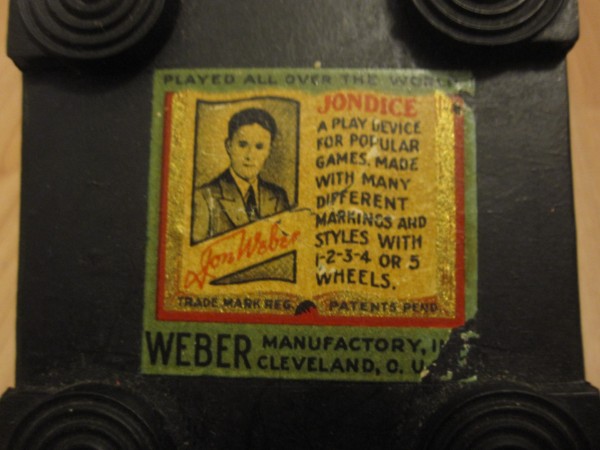 PLAYED ALL OVER THE WORL
JONDICE
A PLAY DEVICE
FOR POPULAR
GAMES. MADE
WITH MANY
DIFFERENT
MARKINGS AND
STYLES WITH
1-2-3-4 OR 5
WHEELS.
Jon Weber
TRADE MARK REG. PATENTS PEND.
WEBER MANUFACTORY,
CLEVELAND, O. U